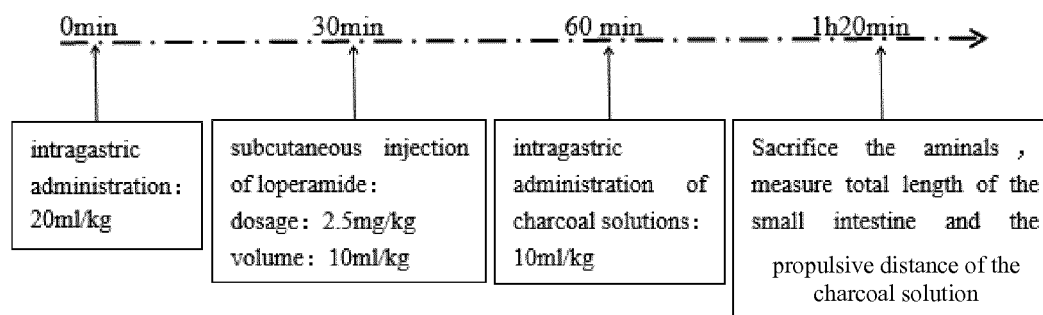 0min 30min 60 min 1h20min
intragastric
administration：
20ml/kg
subcutaneous injection
of loperamide：
dosage：2.5mg/kg
volume：10ml/kg
intragastric
administration of
charcoal solutions：
10ml/kg
Sacrifice the aminals ，
measure total length of the
small intestine and the
propulsive distance of the
charcoal solution